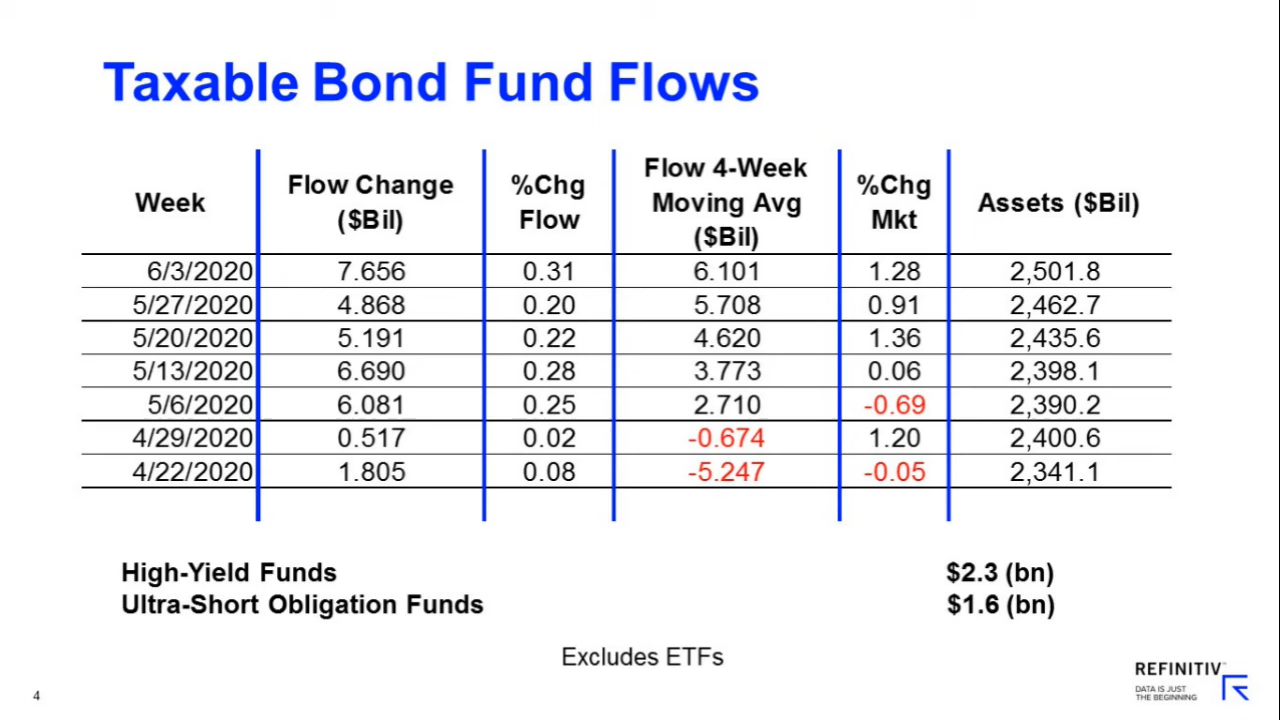 Taxable Bond Fund Flows
Week Flow Change ($Bil) %Chg Flow Flow 4-Week Moving Avg ($Bil) %Chg Mkt Assets ($Bil)
6/3/2020 7.656 0.31 6.101 1.28 2,501.8
5/27/2020 4.868 0.20 5.708 0.91 2,462.7
5/20/2020 5.191 0.22 4.620 1.36 2,435.6
5/13/2020 6.690 0.28 3.773 0.06 2,398.1
5/6/2020 6.081 0.25 2.710 -0.69 2,390.2
4/29/2020 0.517 0.02 -0.674 1.20 2,400.6
4/22/2020 1.805 0.08 -5.247 -0.05 2,341.1
High-Yield Funds $2.3 (bn)
Ultra-Short Obligation Funds $1.6 (bn)
Excludes ETFs
4
REFINITIV™
DATA IS JUST
THE BEGINNING